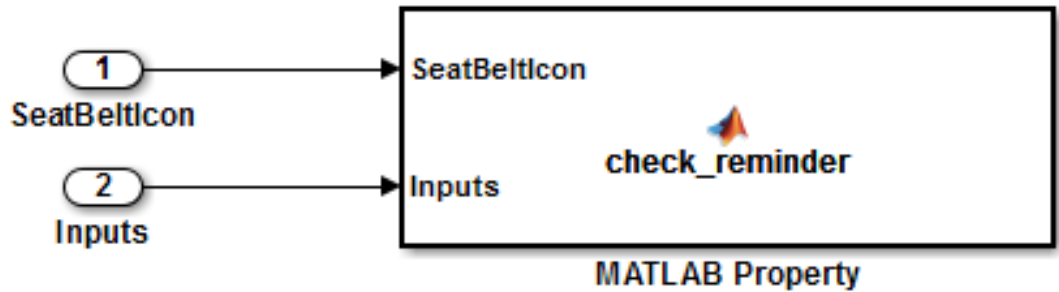 1
SeatBeltIcon
SeatBeltIcon
check_reminder
2
Inputs
Inputs
MATLAB Property